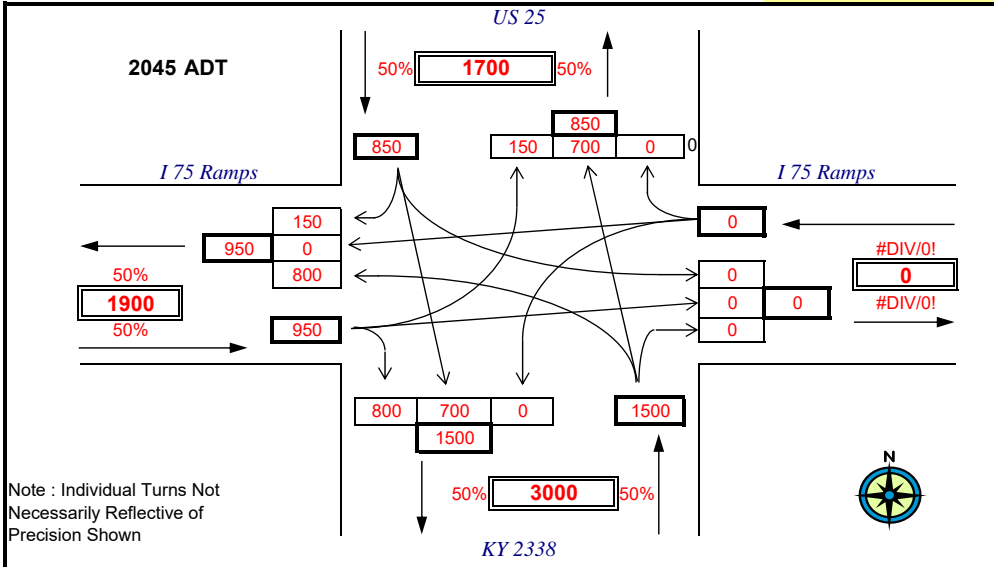 US 25
2045 ADT
50% 1700 50%
850
850 150 700 0 0
I 75 Ramps I 75 Ramps
150 0
950 0 #DIV/0!
50% 800 0 0
1900 0 0
50% 950 0 #DIV/0!
800 700 0 1500
1500
N
Note : Individual Turns Not
Necessarily Reflective of
Precision Shown
50% 3000 50%
KY 2338